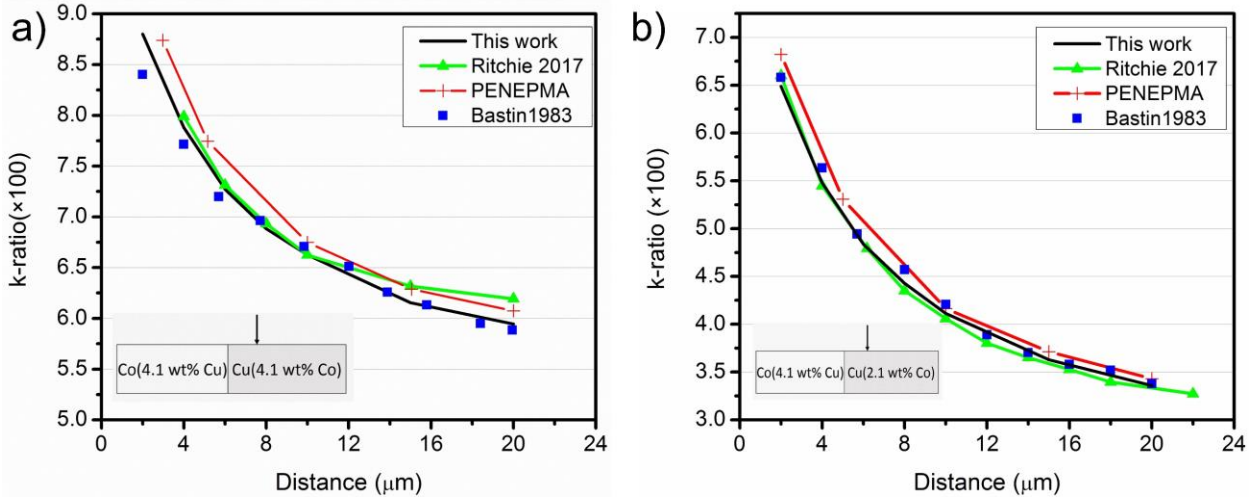 a)
9.0
8.5
8.0
7.5
7.0
6.5
6.0
5.5
5.0
k-ratio(×100)
This work
Ritchie 2017
PENEPMA
Bastin1983
Co(4.1 wt% Cu) Cu(4.1 wt% Co)
0 4 8 12 16 20 24
Distance (μm)
b)
7.0
6.5
6.0
5.5
5.0
4.5
4.0
3.5
3.0
k-ratio (×100)
This work
Ritchie 2017
PENEPMA
Bastin1983
Co(4.1 wt% Cu) Cu(2.1 wt% Co)
0 4 8 12 16 20 24
Distance (μm)